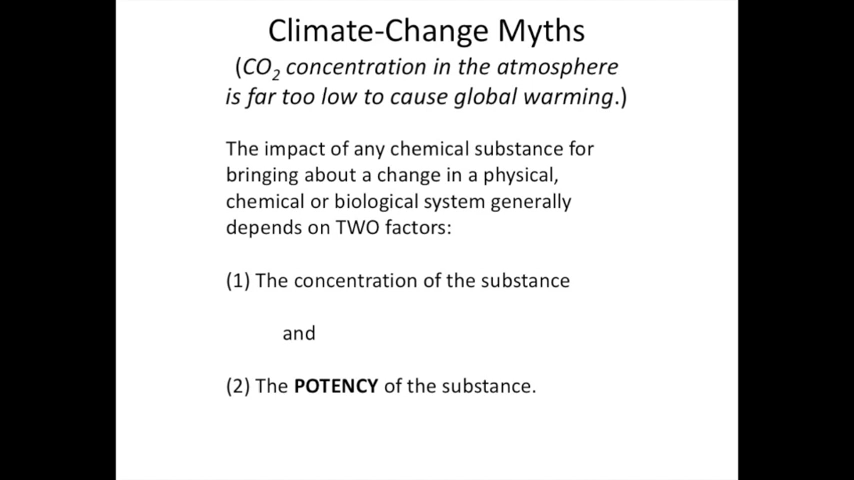 Climate-Change Myths
(CO₂ concentration in the atmosphere
is far too low to cause global warming.)
The impact of any chemical substance for
bringing about a change in a physical,
chemical or biological system generally
depends on TWO factors:
(1) The concentration of the substance
and
(2) The POTENCY of the substance.